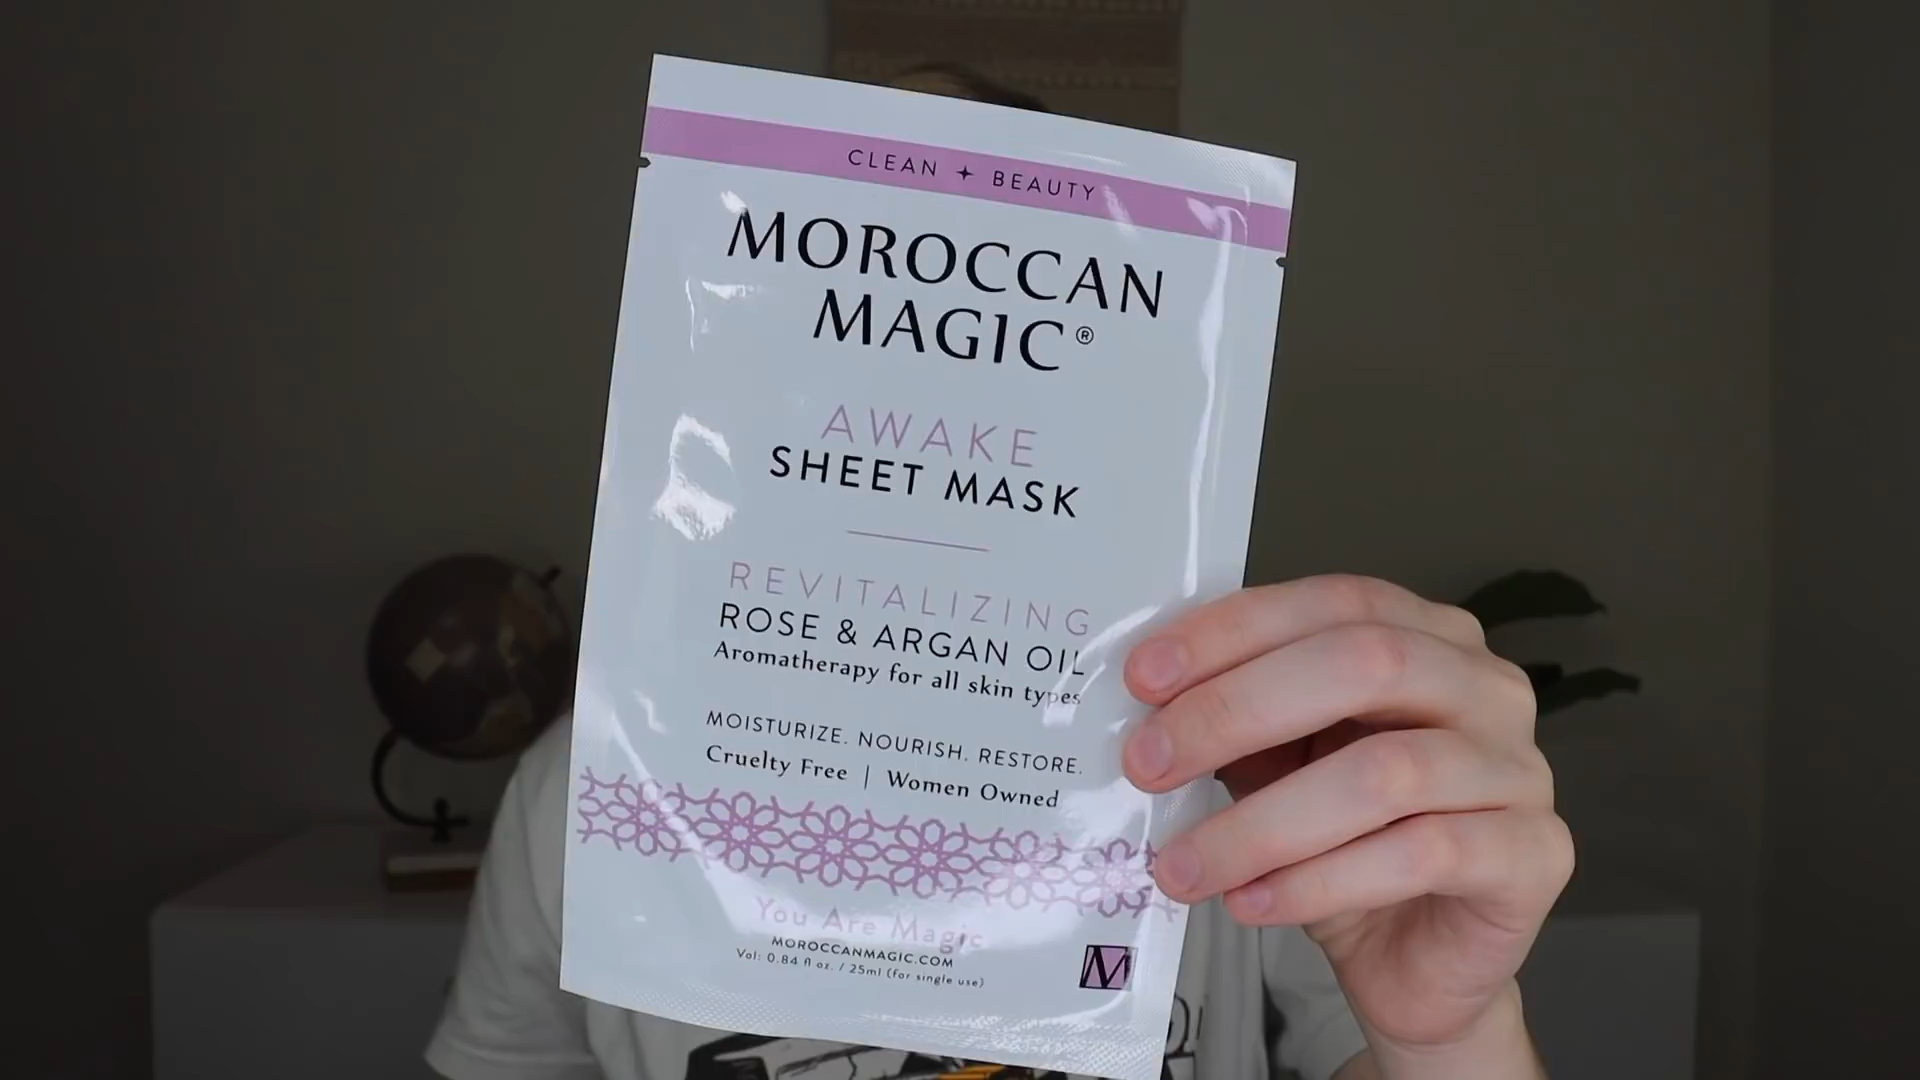 CLEAN + BEAUTY
MOROCCAN
MAGIC®
AWAKE
SHEET MASK
REVITALIZING
ROSE & ARGAN OIL
Aromatherapy for all skin types
MOISTURIZE. NOURISH. RESTORE.
Cruelty Free | Women Owned
You Are Magic
MOROCCANMAGIC.COM
Vol: 0.84 fl oz. / 25ml (for single use)
M